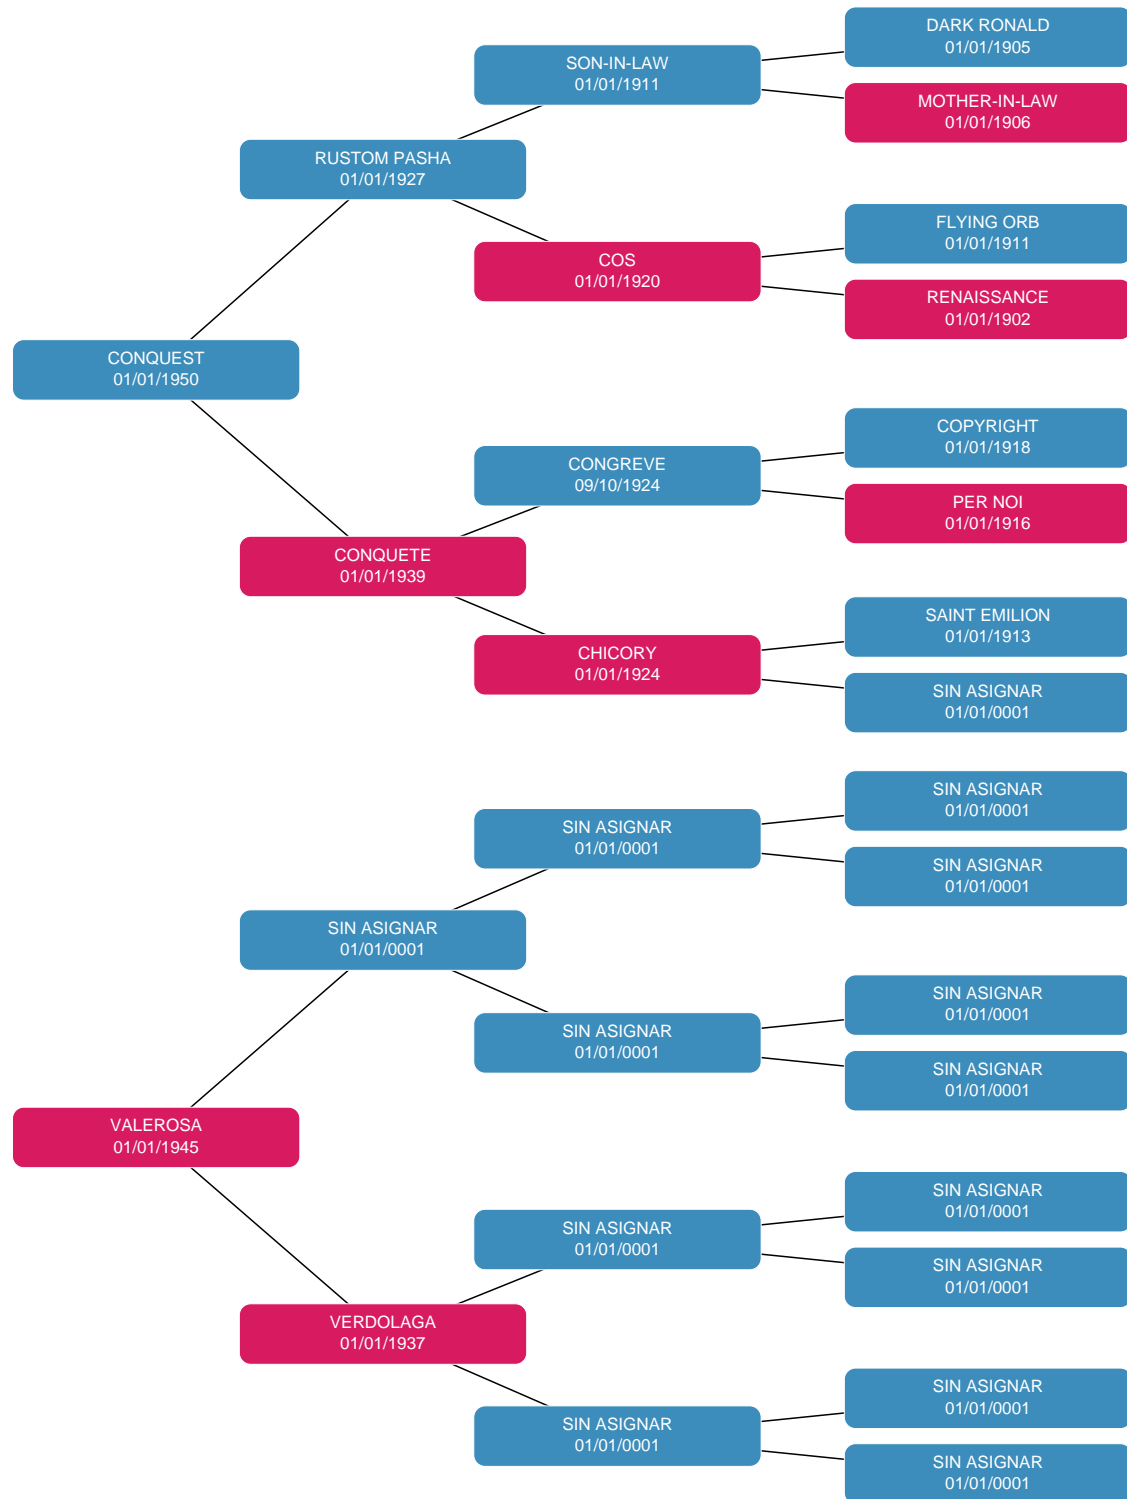 DARK RONALD
01/01/1905
SON-IN-LAW
01/01/1911
MOTHER-IN-LAW
01/01/1906
RUSTOM PASHA
01/01/1927
FLYING ORB
01/01/1911
COS
01/01/1920
RENAISSANCE
01/01/1902
CONQUEST
01/01/1950
COPYRIGHT
01/01/1918
CONGREVE
09/10/1924
PER NOI
01/01/1916
CONQUETE
01/01/1939
SAINT EMILION
01/01/1913
CHICORY
01/01/1924
SIN ASIGNAR
01/01/0001
SIN ASIGNAR
01/01/0001
SIN ASIGNAR
01/01/0001
SIN ASIGNAR
01/01/0001
SIN ASIGNAR
01/01/0001
SIN ASIGNAR
01/01/0001
SIN ASIGNAR
01/01/0001
SIN ASIGNAR
01/01/0001
VALEROSA
01/01/1945
SIN ASIGNAR
01/01/0001
SIN ASIGNAR
01/01/0001
SIN ASIGNAR
01/01/0001
VERDOLAGA
01/01/1937
SIN ASIGNAR
01/01/0001
SIN ASIGNAR
01/01/0001
SIN ASIGNAR
01/01/0001